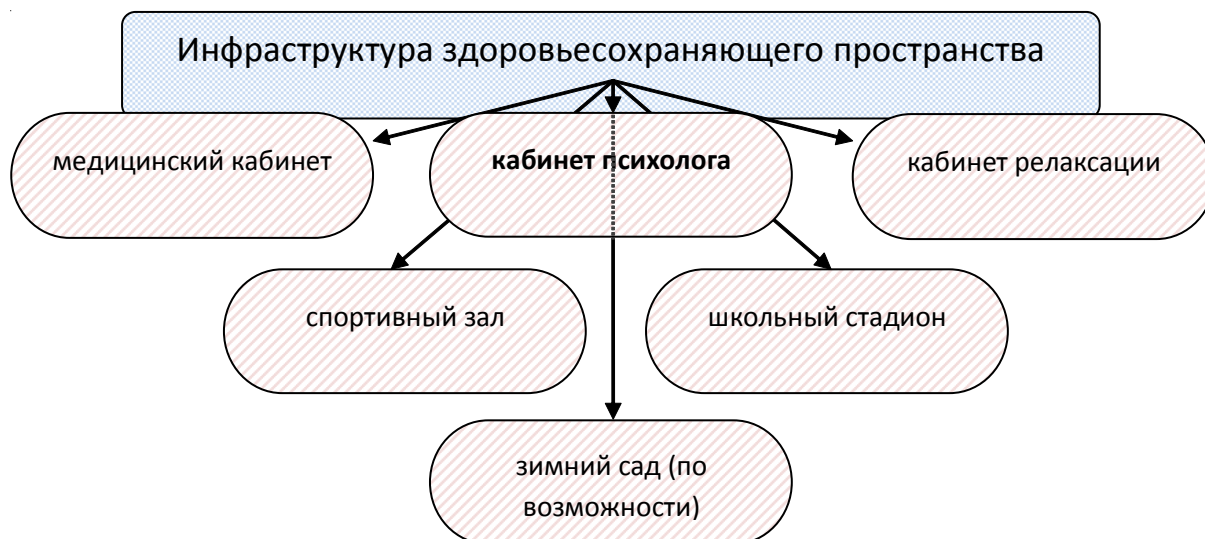 Инфраструктура здоровьесохраняющего пространства
медицинский кабинет
кабинет психолога
кабинет релаксации
спортивный зал
школьный стадион
зимний сад (по
возможности)